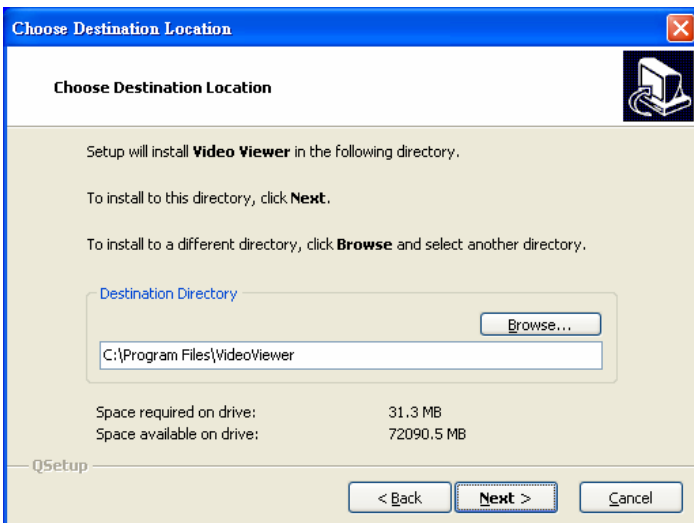 Choose Destination Location
Choose Destination Location
Setup will install Video Viewer in the following directory.
To install to this directory, click Next.
To install to a different directory, click Browse and select another directory.
Destination Directory
Browse...
C:\Program Files\VideoViewer
Space required on drive: 31.3 MB
Space available on drive: 72090.5 MB
QSetup
< Back Next > Cancel